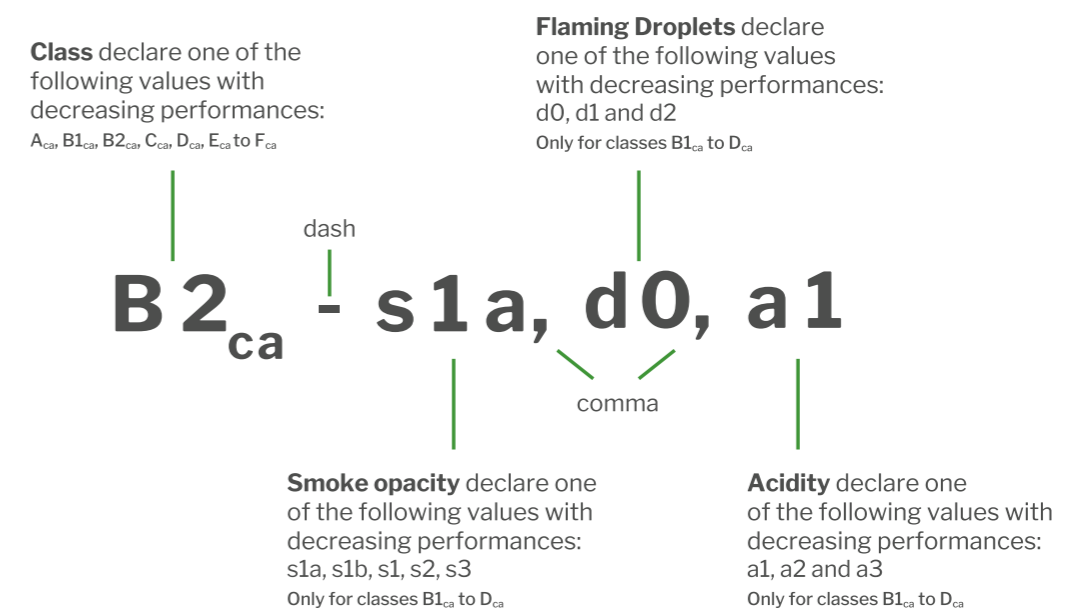 Class declare one of the
following values with
decreasing performances:
Aca, B1ca, B2ca, Cca, Dca, Eca to Fca
Flaming Droplets declare
one of the following values
with decreasing performances:
d0, d1 and d2
Only for classes B1ca to Dca
dash
B2ca - s1a, d0, a1
comma
Smoke opacity declare one
of the following values with
decreasing performances:
s1a, s1b, s1, s2, s3
Only for classes B1ca to Dca
Acidity declare one
of the following values with
decreasing performances:
a1, a2 and a3
Only for classes B1ca to Dca